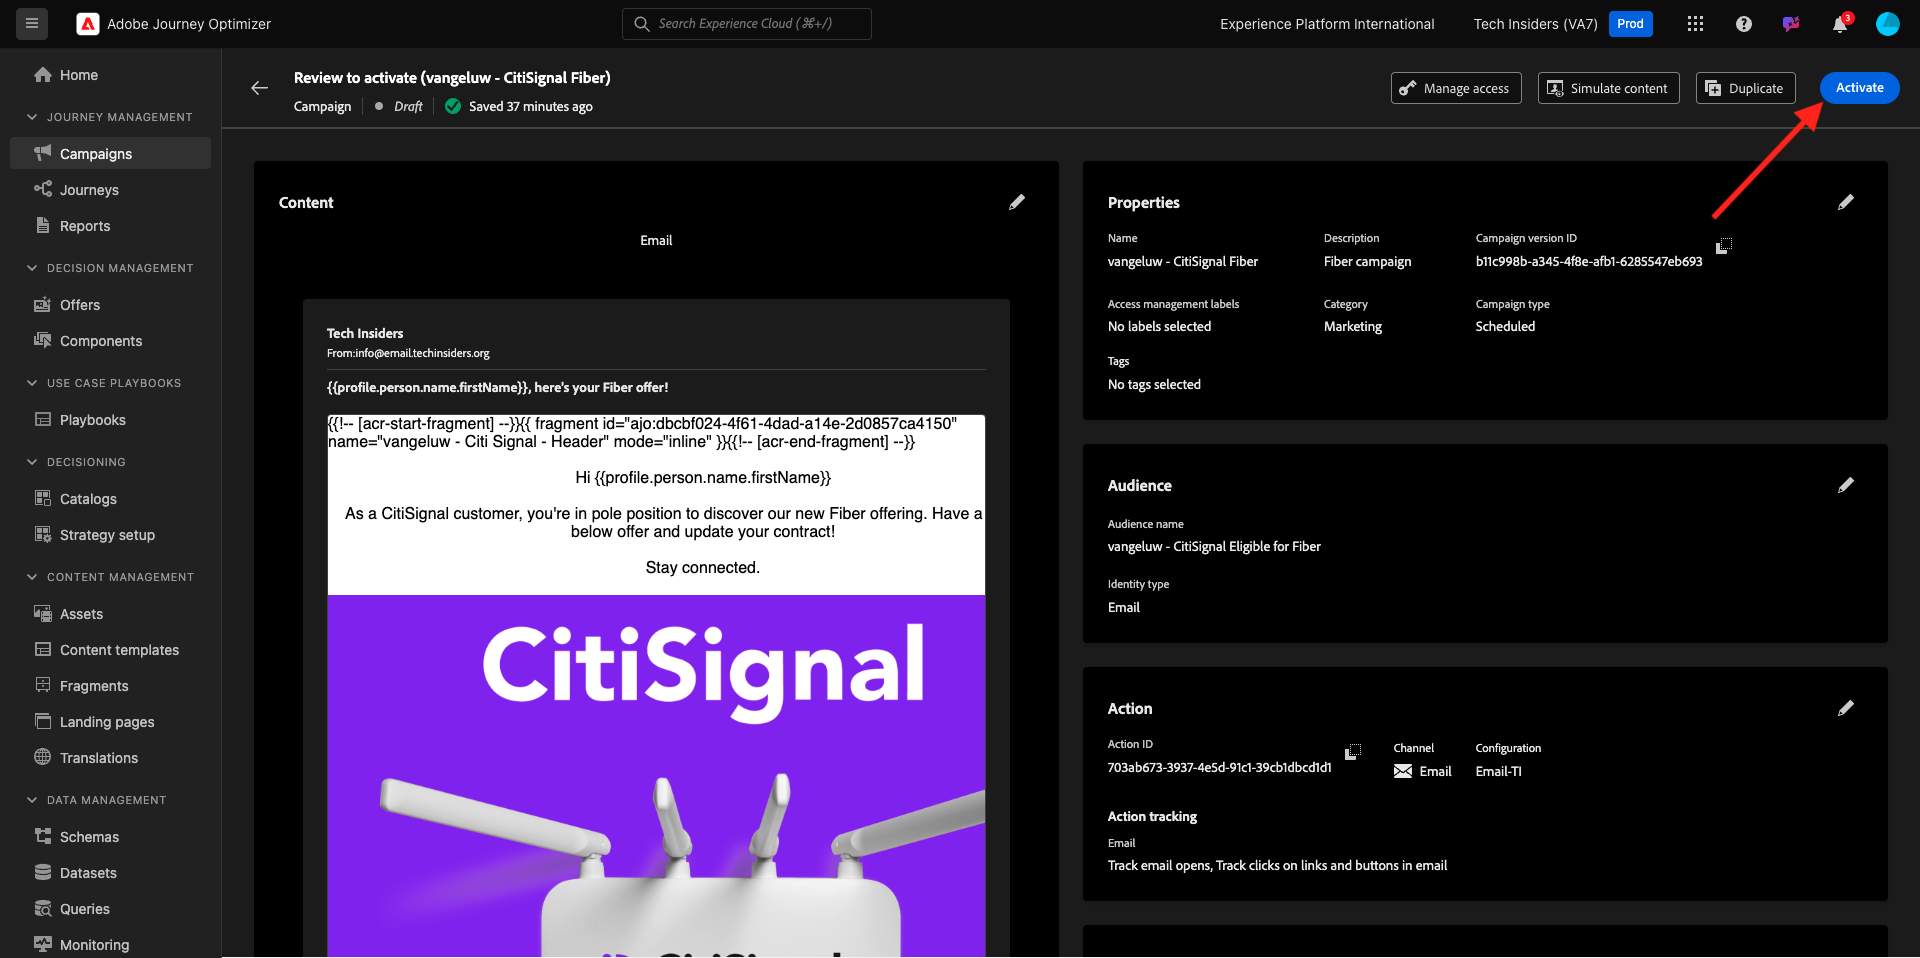 Adobe Journey Optimizer
Search Experience Cloud (⌘+/)
Experience Platform International
Tech Insiders (VA7)
Prod
3
Home
JOURNEY MANAGEMENT
Campaigns
Journeys
Reports
DECISION MANAGEMENT
Offers
Components
USE CASE PLAYBOOKS
Playbooks
DECISIONING
Catalogs
Strategy setup
CONTENT MANAGEMENT
Assets
Content templates
Fragments
Landing pages
Translations
DATA MANAGEMENT
Schemas
Datasets
Queries
Monitoring
Review to activate (vangeluw - CitiSignal Fiber)
Campaign
Draft
Saved 37 minutes ago
Manage access
Simulate content
Duplicate
Activate
Content
Email
Tech Insiders
From:info@email.techinsiders.org
{{profile.person.name.firstName}}, here's your Fiber offer!
{{!-- [acr-start-fragment] --}}{{ fragment id="ajo:dbcbf024-4f61-4dad-a14e-2d0857ca4150"
name="vangeluw - Citi Signal - Header" mode="inline" }}{{!-- [acr-end-fragment] --}}
Hi {{profile.person.name.firstName}}
As a CitiSignal customer, you're in pole position to discover our new Fiber offering. Have a
below offer and update your contract!
Stay connected.
CitiSignal
Properties
Name
vangeluw - CitiSignal Fiber
Description
Fiber campaign
Campaign version ID
b11c998b-a345-4f8e-afb1-6285547eb693
Access management labels
No labels selected
Category
Marketing
Campaign type
Scheduled
Tags
No tags selected
Audience
Audience name
vangeluw - CitiSignal Eligible for Fiber
Identity type
Email
Action
Action ID
703ab673-3937-4e5d-91c1-39cb1dbcd1d1
Channel
Email
Configuration
Email-TI
Action tracking
Email
Track email opens, Track clicks on links and buttons in email